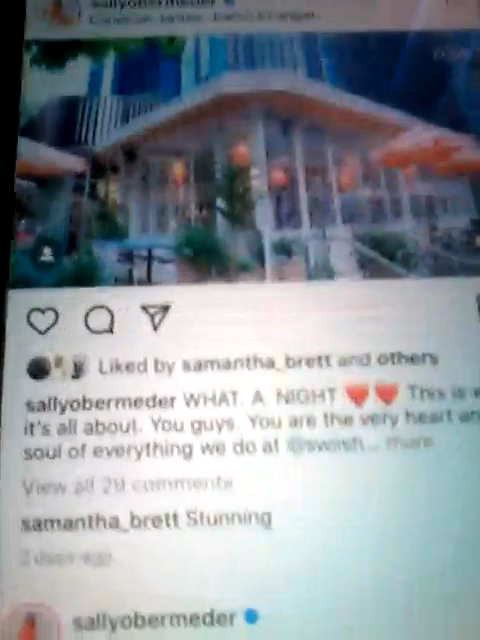 sallyobermeder
Liked by samantha_brett and others
sallyobermeder WHAT A NIGHT ❤️❤️ This is
it's all about. You guys. You are the very heart an
soul of everything we do at @swiish... more
View all 29 comments
samantha_brett Stunning
2 days ago
sallyobermeder